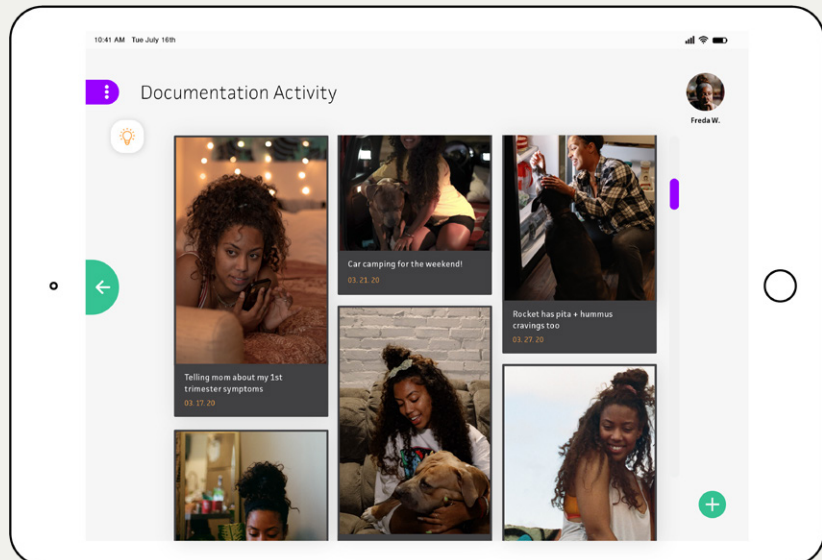 10:41 AM Tue July 16th
Documentation Activity
Freda W.
Telling mom about my 1st
trimester symptoms
03. 17. 20
Car camping for the weekend!
03. 23. 20
Rocket has pita + hummus
cravings too
03. 27. 20